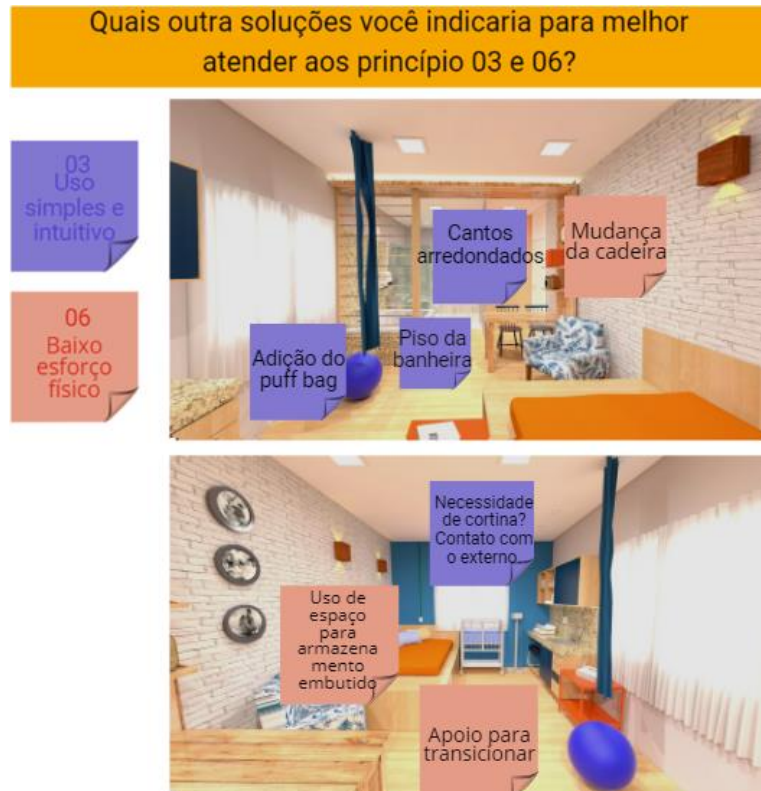 Quais outra soluções você indicaria para melhor
atender aos princípio 03 e 06?
03
Uso
simples e
intuitivo
06
Baixo
esforço
físico
Cantos
arredondados
Mudança
da cadeira
Adição do
puff bag
Piso da
banheira
Necessidade
de cortina?
Contato com
o externo
Uso de
espaço
para
armazena
mento
embutido
Apoio para
transicionar